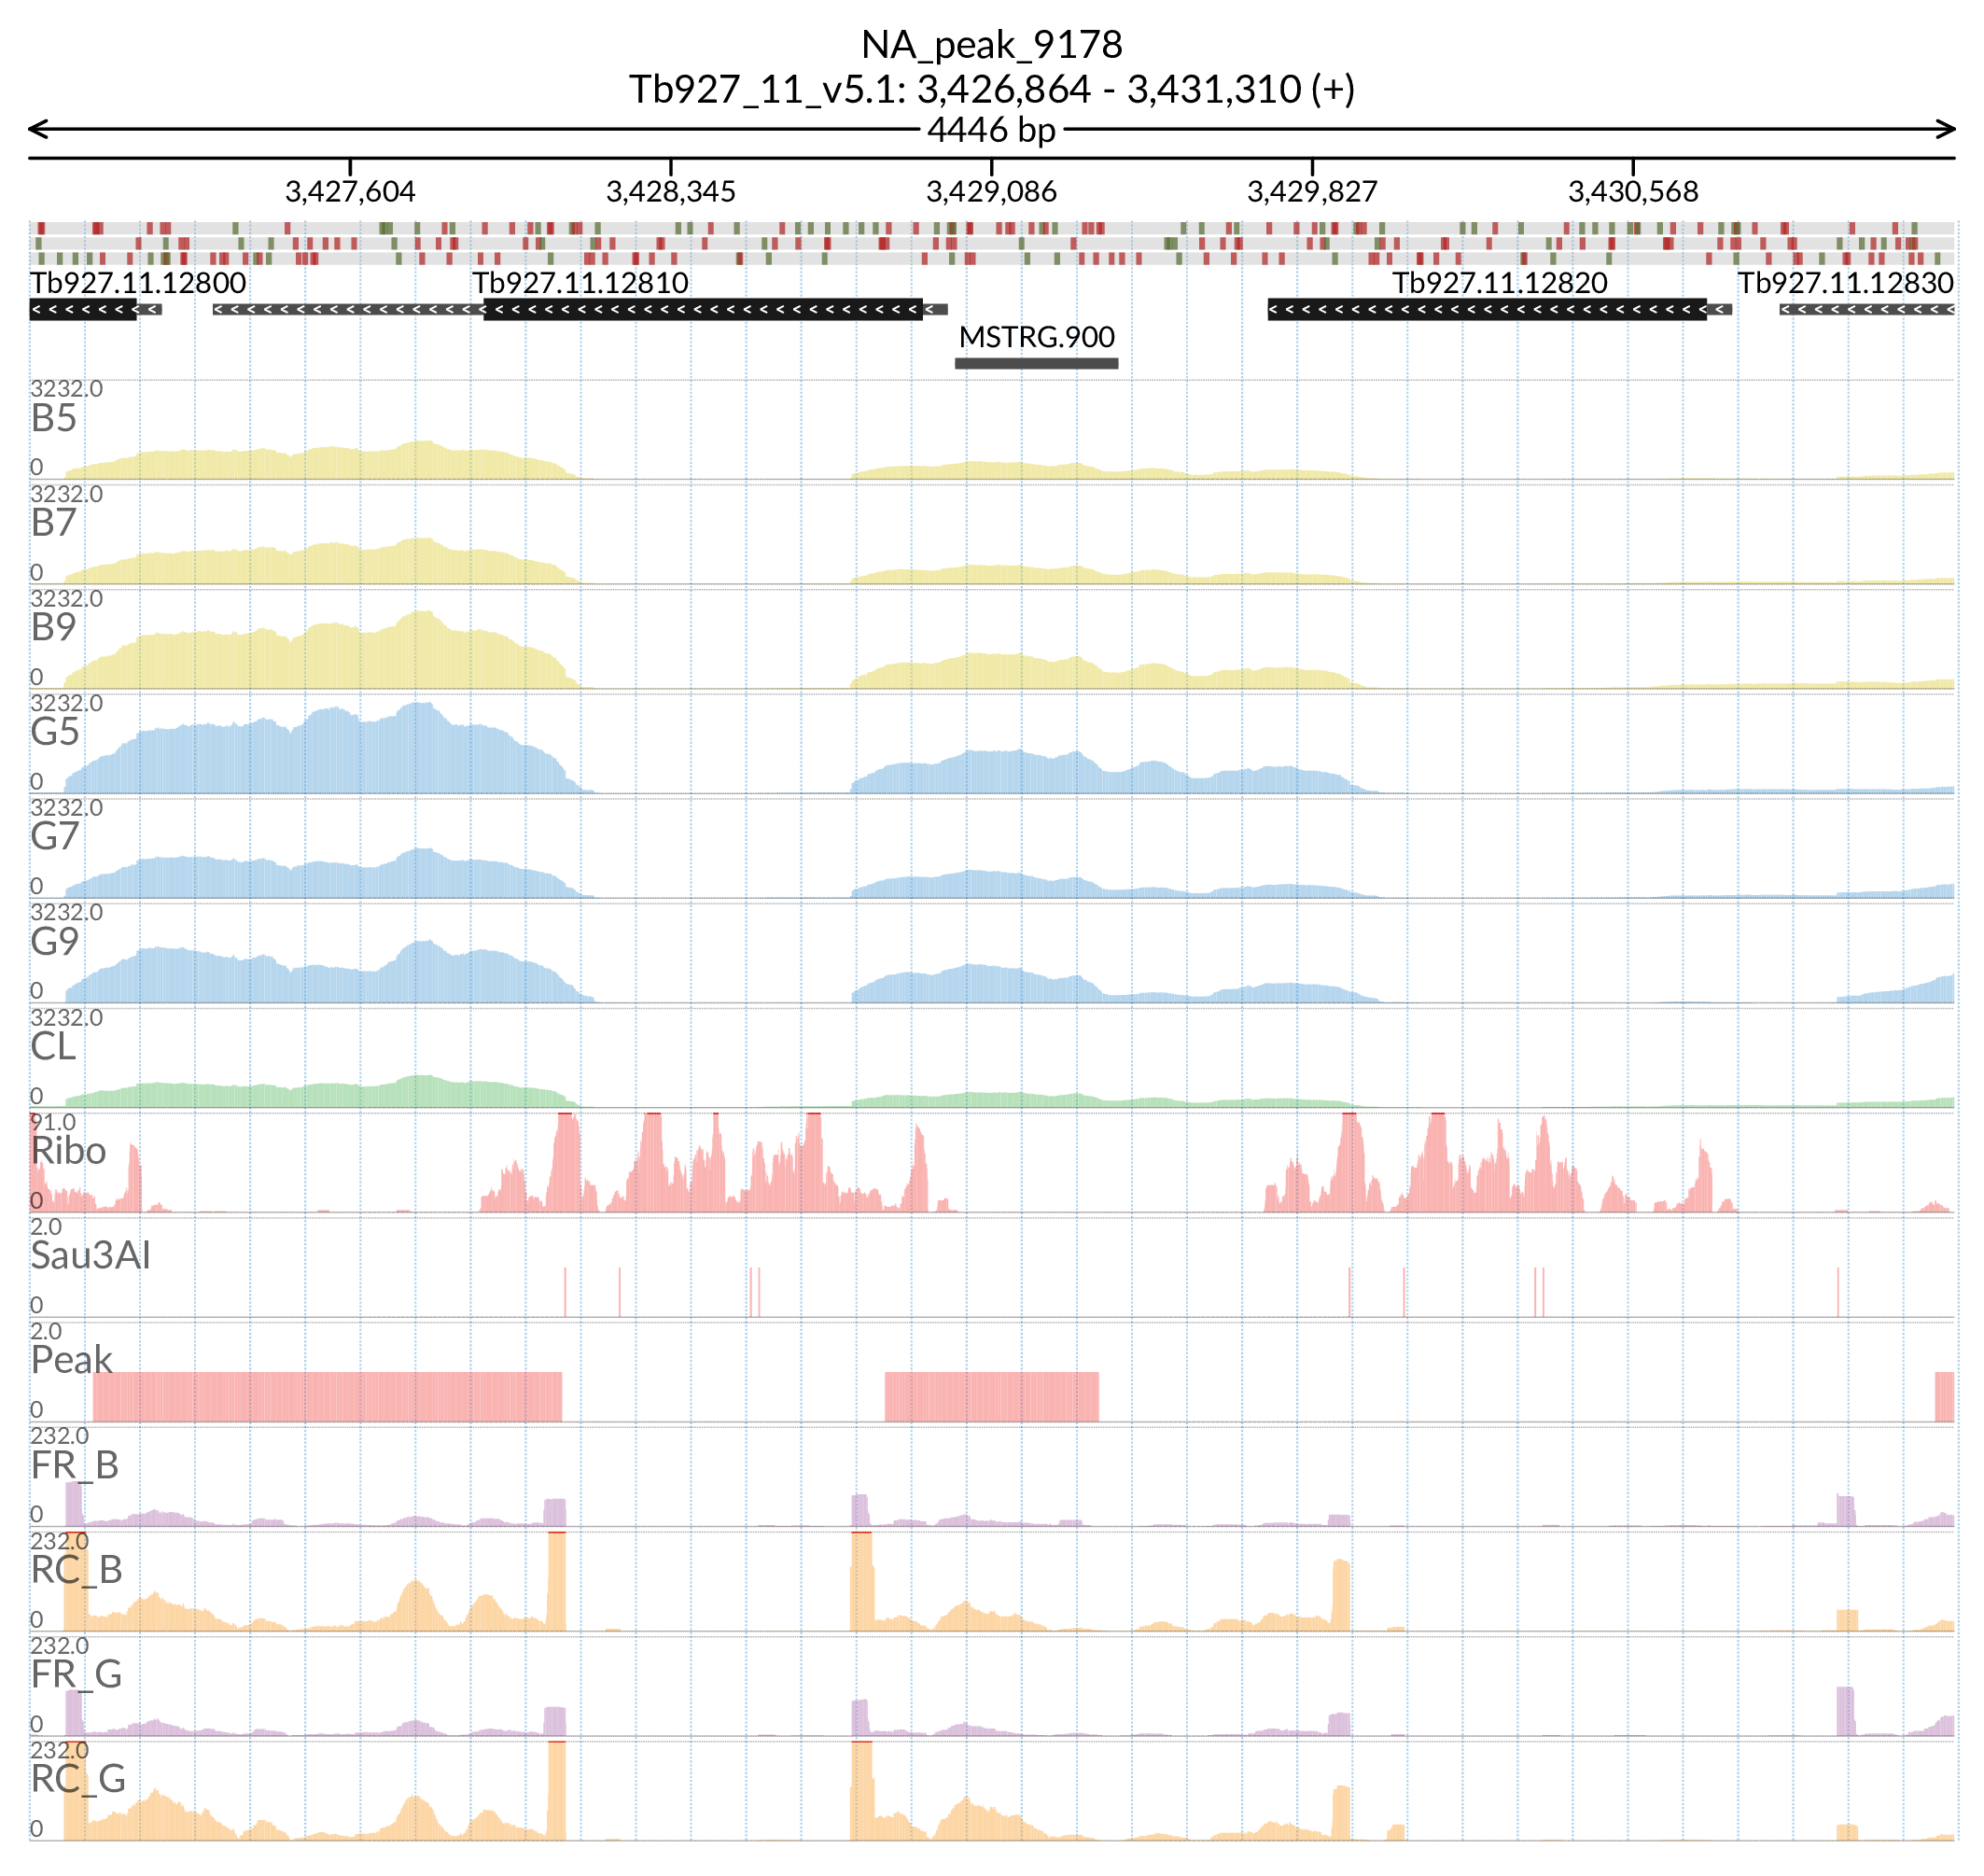 NA_peak_9178
Tb927_11_v5.1: 3,426,864 - 3,431,310 (+)
4446 bp
3,427,604 3,428,345 3,429,086 3,429,827 3,430,568
Tb927.11.12800 Tb927.11.12810 Tb927.11.12820 Tb927.11.12830
MSTRG.900
3232.0
B5
0
3232.0
B7
0
3232.0
B9
0
3232.0
G5
0
3232.0
G7
0
3232.0
G9
0
3232.0
CL
0
91.0
Ribo
0
2.0
Sau3AI
0
2.0
Peak
0
232.0
FR_B
0
232.0
RC_B
0
232.0
FR_G
0
232.0
RC_G
0